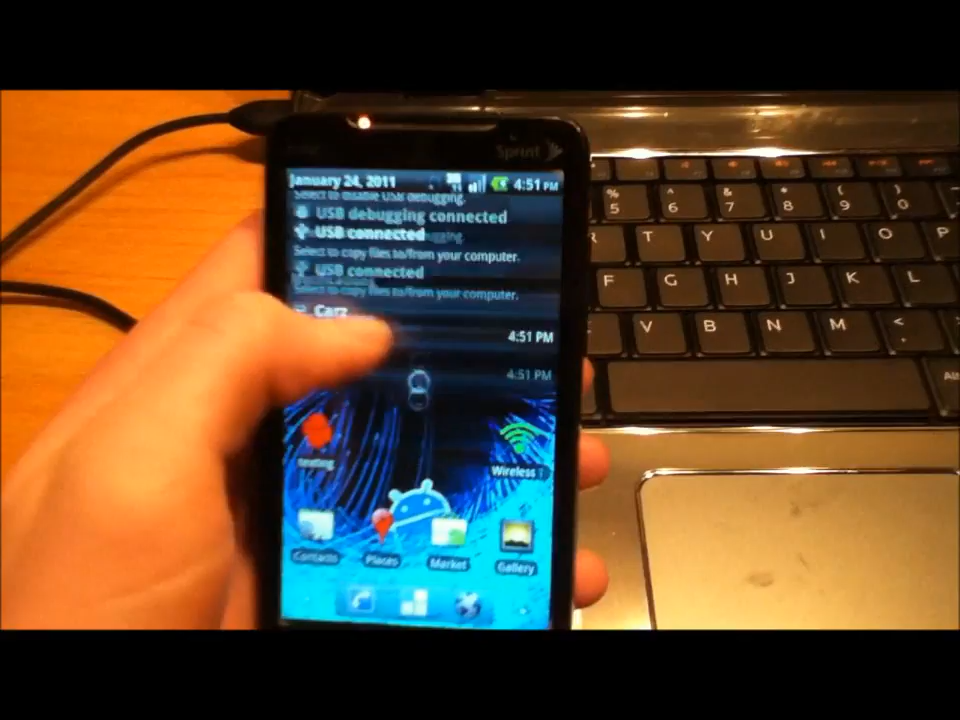 Sprint
January 24, 2011 4:51 PM
Select to disable USB debugging.
USB debugging connected
USB connected
Select to copy files to/from your computer.
USB connected
Select to copy files to/from your computer.
Carz
4:51 PM
4:51 PM
texting
Wireless
Contacts Places Market Gallery
% 5 ^ 6 & 7 * 8 ( 9 ) 0
R T Y U I O P
F G H J K L
V B N M <
Alt